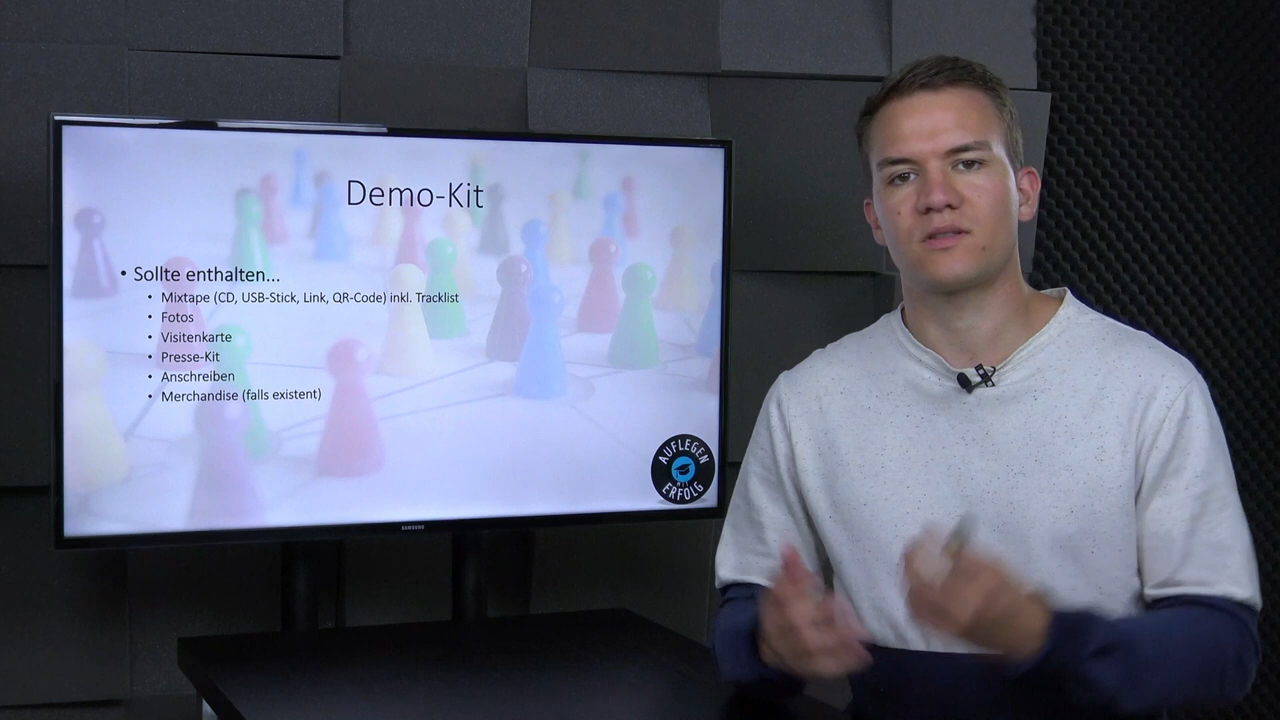 Demo-Kit
• Sollte enthalten...
• Mixtape (CD, USB-Stick, Link, QR-Code) inkl. Tracklist
• Fotos
• Visitenkarte
• Presse-Kit
• Anschreiben
• Merchandise (falls existent)
AUFLEGEN
MIT
ERFOLG
SAMSUNG